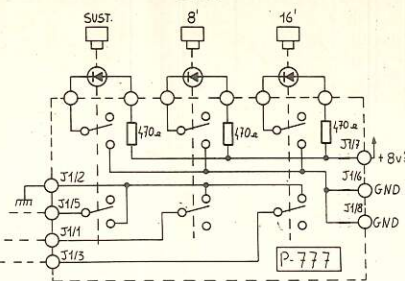 SUST. 8' 16'
470Ω 470Ω 470Ω
J1/7
+8V
J1/2 J1/6
GND
J1/5 J1/8
GND
J1/1
J1/3
P-777